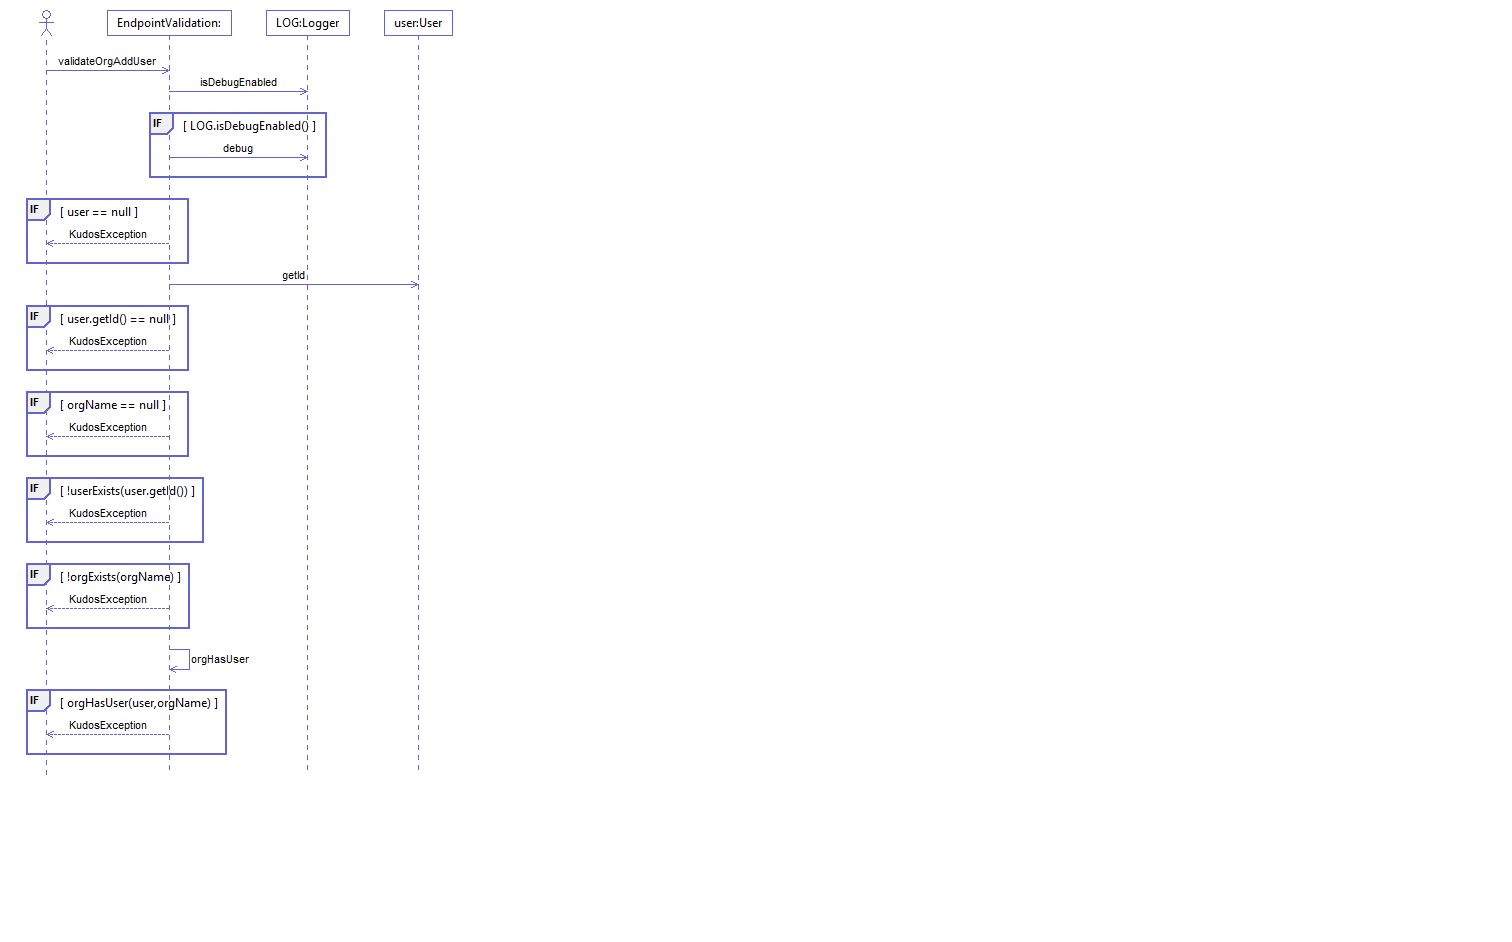 EndpointValidation:
LOG:Logger
user:User
validateOrgAddUser
isDebugEnabled
IF
[ LOG.isDebugEnabled() ]
debug
IF
[ user == null ]
KudosException
getId
IF
[ user.getId() == null ]
KudosException
IF
[ orgName == null ]
KudosException
IF
[ !userExists(user.getId()) ]
KudosException
IF
[ !orgExists(orgName) ]
KudosException
orgHasUser
IF
[ orgHasUser(user,orgName) ]
KudosException